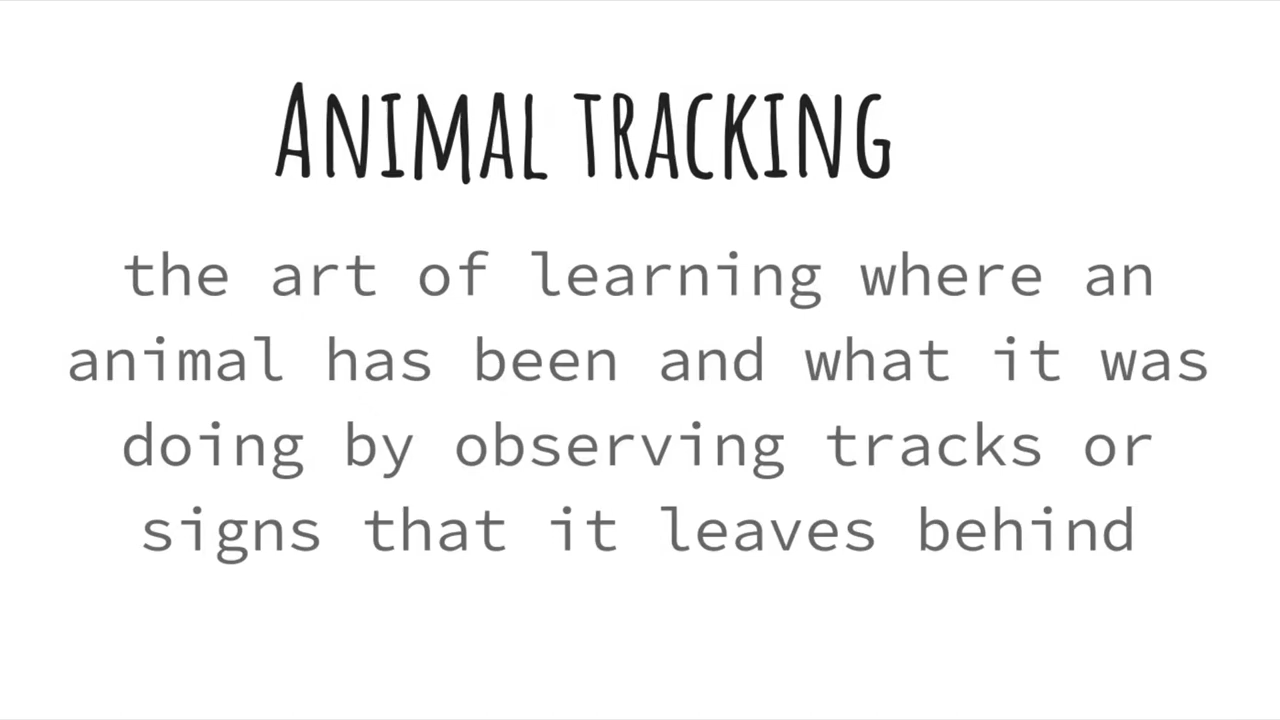 Animal tracking
the art of learning where an
animal has been and what it was
doing by observing tracks or
signs that it leaves behind